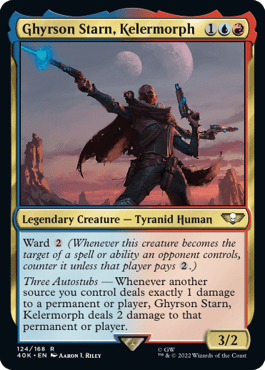 Ghyrson Starn, Kelermorph 1
Legendary Creature — Tyranid Human
Ward 2 (Whenever this creature becomes the
target of a spell or ability an opponent controls,
counter it unless that player pays 2.)
Three Autostubs — Whenever another
source you control deals exactly 1 damage
to a permanent or player, Ghyrson Starn,
Kelermorph deals 2 damage to that
permanent or player.
3/2
124/168 R
40K • EN AARON J. RILEY
© GW
™ & © 2022 Wizards of the Coast